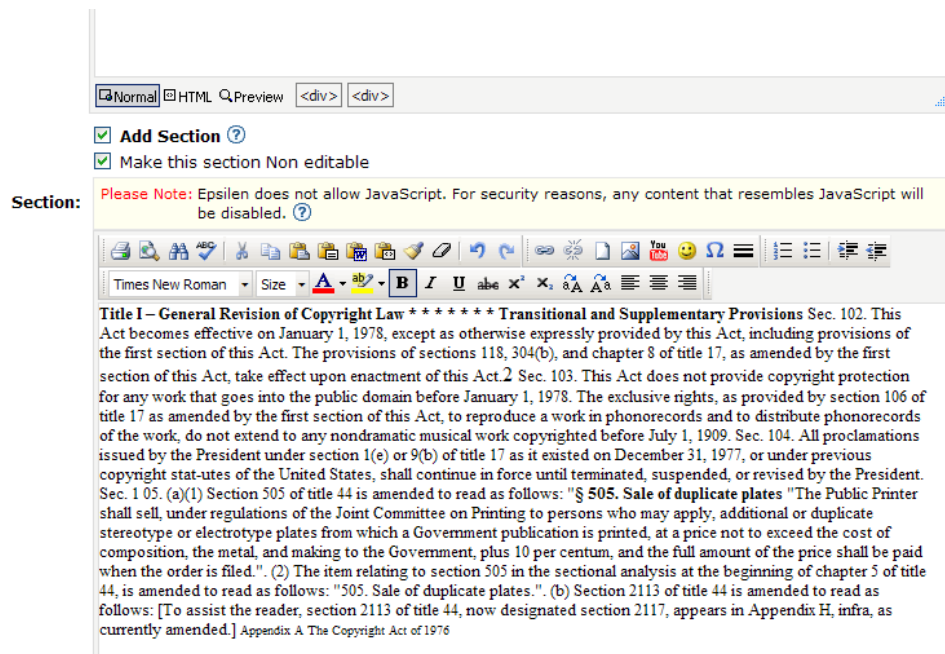 Normal HTML Preview <div> <div>
Add Section ?
Make this section Non editable
Section:
Please Note: Epsilen does not allow JavaScript. For security reasons, any content that resembles JavaScript will
be disabled. ?
ABC W You Tube Ω
Times New Roman Size A ab B I U abc x² x₂
Title I – General Revision of Copyright Law * * * * * * * Transitional and Supplementary Provisions Sec. 102. This
Act becomes effective on January 1, 1978, except as otherwise expressly provided by this Act, including provisions of
the first section of this Act. The provisions of sections 118, 304(b), and chapter 8 of title 17, as amended by the first
section of this Act, take effect upon enactment of this Act.2 Sec. 103. This Act does not provide copyright protection
for any work that goes into the public domain before January 1, 1978. The exclusive rights, as provided by section 106 of
title 17 as amended by the first section of this Act, to reproduce a work in phonorecords and to distribute phonorecords
of the work, do not extend to any nondramatic musical work copyrighted before July 1, 1909. Sec. 104. All proclamations
issued by the President under section 1(e) or 9(b) of title 17 as it existed on December 31, 1977, or under previous
copyright stat-utes of the United States, shall continue in force until terminated, suspended, or revised by the President.
Sec. 1 05. (a)(1) Section 505 of title 44 is amended to read as follows: "§ 505. Sale of duplicate plates "The Public Printer
shall sell, under regulations of the Joint Committee on Printing to persons who may apply, additional or duplicate
stereotype or electrotype plates from which a Government publication is printed, at a price not to exceed the cost of
composition, the metal, and making to the Government, plus 10 per centum, and the full amount of the price shall be paid
when the order is filed.". (2) The item relating to section 505 in the sectional analysis at the beginning of chapter 5 of title
44, is amended to read as follows: "505. Sale of duplicate plates.". (b) Section 2113 of title 44 is amended to read as
follows: [To assist the reader, section 2113 of title 44, now designated section 2117, appears in Appendix H, infra, as
currently amended.] Appendix A The Copyright Act of 1976